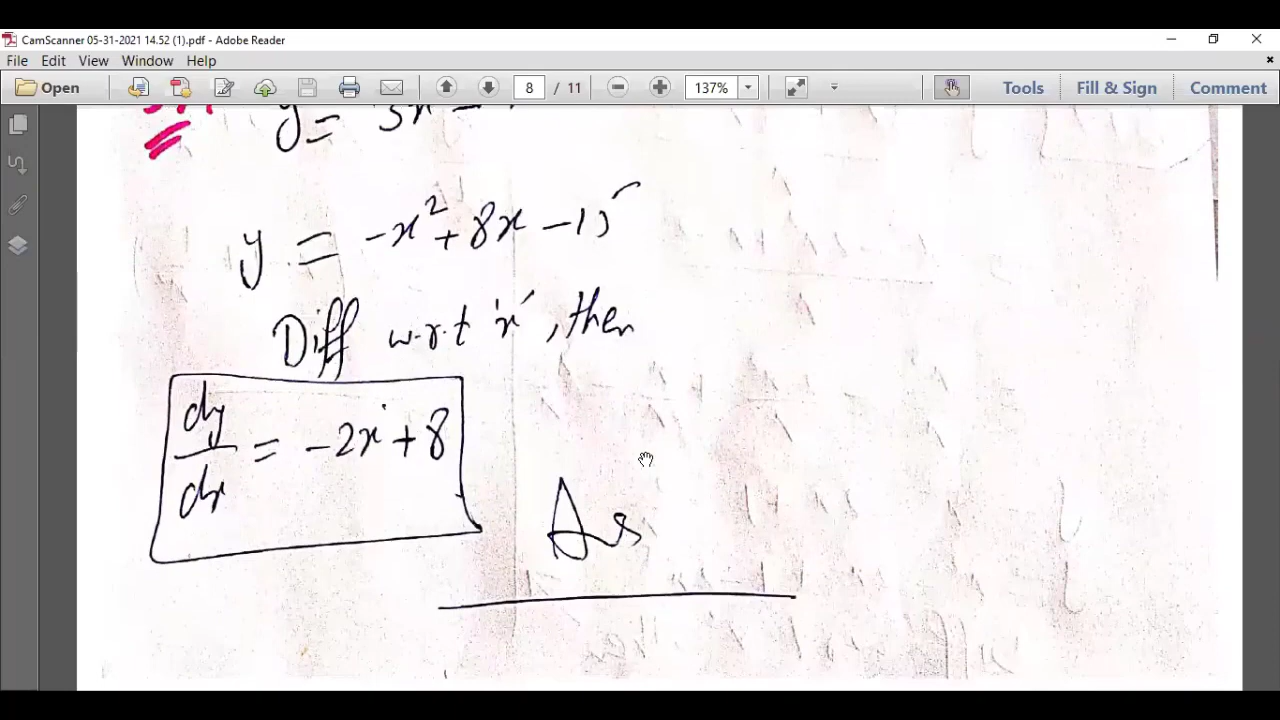 CamScanner 05-31-2021 14.52 (1).pdf - Adobe Reader
File Edit View Window Help
Open 8 / 11 137% Tools Fill & Sign Comment
y =
y = -x² + 8x - 15
Diff w.r.t 'x', then
dy/dx = -2x + 8
As